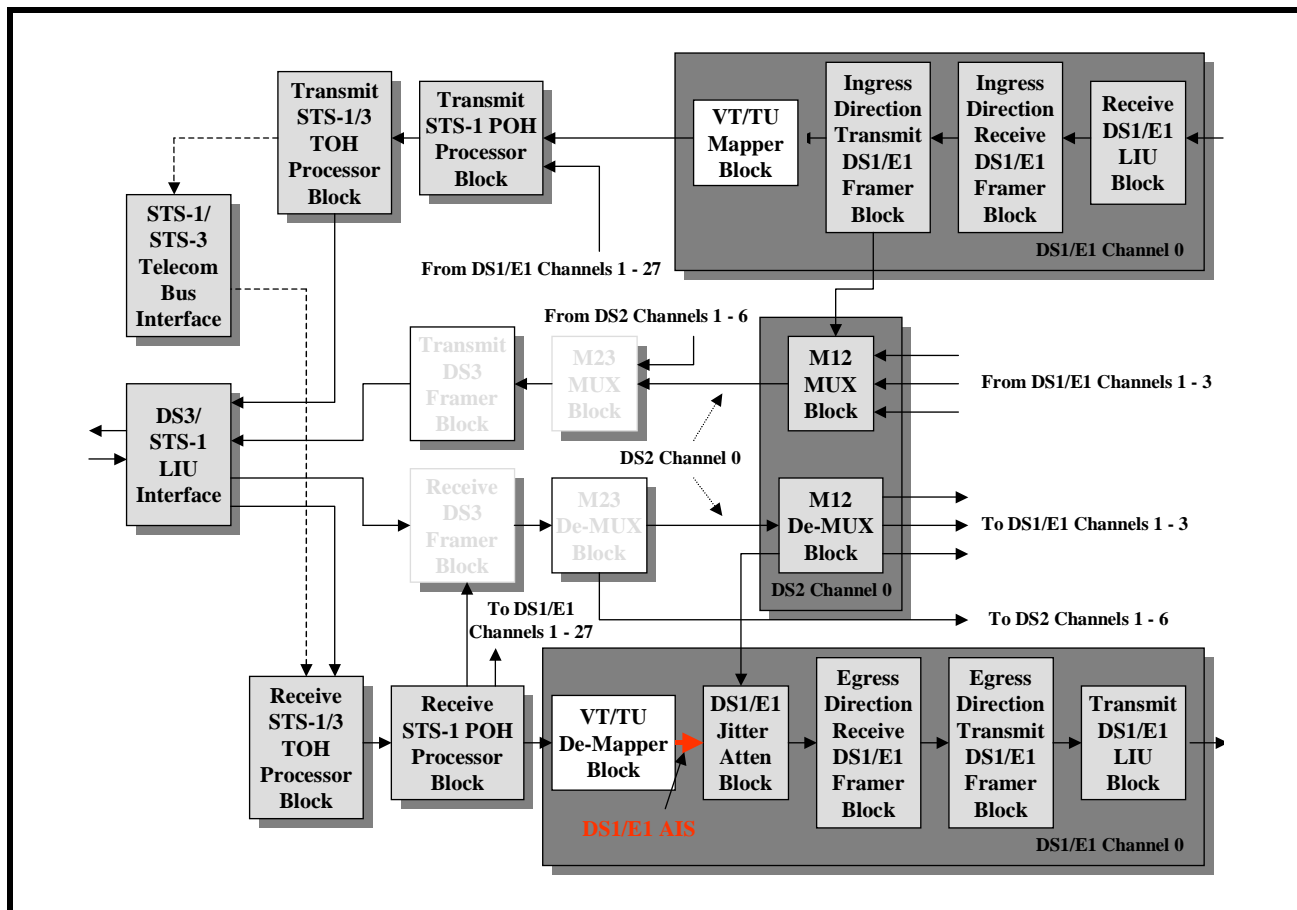 Transmit
STS-1/3
TOH
Processor
Block
Transmit
STS-1 POH
Processor
Block
VT/TU
Mapper
Block
Ingress
Direction
Transmit
DS1/E1
Framer
Block
Ingress
Direction
Receive
DS1/E1
Framer
Block
Receive
DS1/E1
LIU
Block
DS1/E1 Channel 0
STS-1/
STS-3
Telecom
Bus
Interface
From DS1/E1 Channels 1 - 27
From DS2 Channels 1 - 6
Transmit
DS3
Framer
Block
M23
MUX
Block
M12
MUX
Block
From DS1/E1 Channels 1 - 3
DS3/
STS-1
LIU
Interface
DS2 Channel 0
Receive
DS3
Framer
Block
M23
De-MUX
Block
M12
De-MUX
Block
To DS1/E1 Channels 1 - 3
DS2 Channel 0
To DS1/E1
Channels 1 - 27
To DS2 Channels 1 - 6
Receive
STS-1/3
TOH
Processor
Block
Receive
STS-1 POH
Processor
Block
VT/TU
De-Mapper
Block
DS1/E1
Jitter
Atten
Block
Egress
Direction
Receive
DS1/E1
Framer
Block
Egress
Direction
Transmit
DS1/E1
Framer
Block
Transmit
DS1/E1
LIU
Block
DS1/E1 AIS
DS1/E1 Channel 0